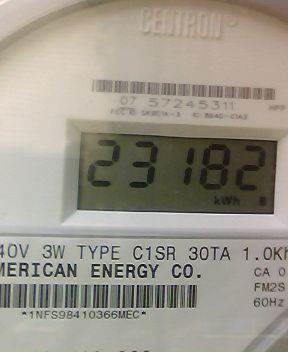 CENTRON
07 57245311
23182
kWh
40V 3W TYPE C1SR 30TA 1.0Kh
MERICAN ENERGY CO.
CA 0
FM2S
60Hz
*1NFS98410366MEC*